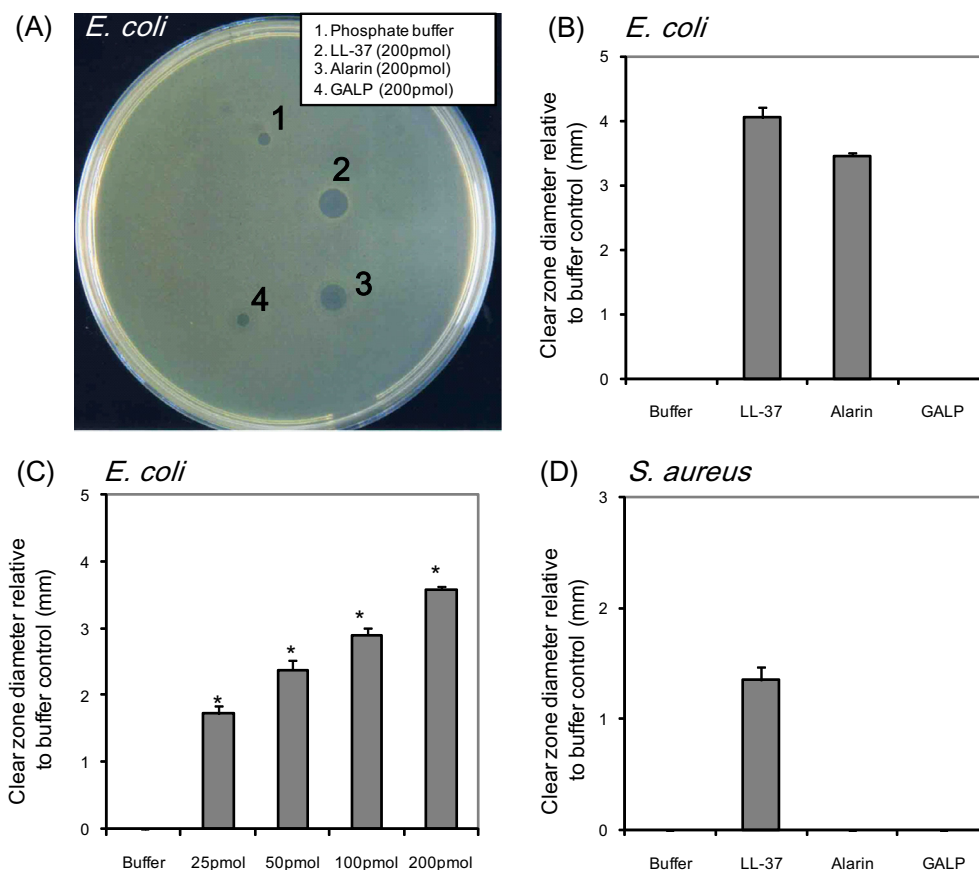 (A) E. coli
1. Phosphate buffer
2. LL-37 (200pmol)
3. Alarin (200pmol)
4. GALP (200pmol)
1
2
3
4
(B) E. coli
Clear zone diameter relative
to buffer control (mm)
5
4
3
2
1
0
Buffer LL-37 Alarin GALP
(C) E. coli
Clear zone diameter relative
to buffer control (mm)
5
4
3
2
1
0
* * * *
Buffer 25pmol 50pmol 100pmol 200pmol
(D) S. aureus
Clear zone diameter relative
to buffer control (mm)
3
2
1
0
Buffer LL-37 Alarin GALP